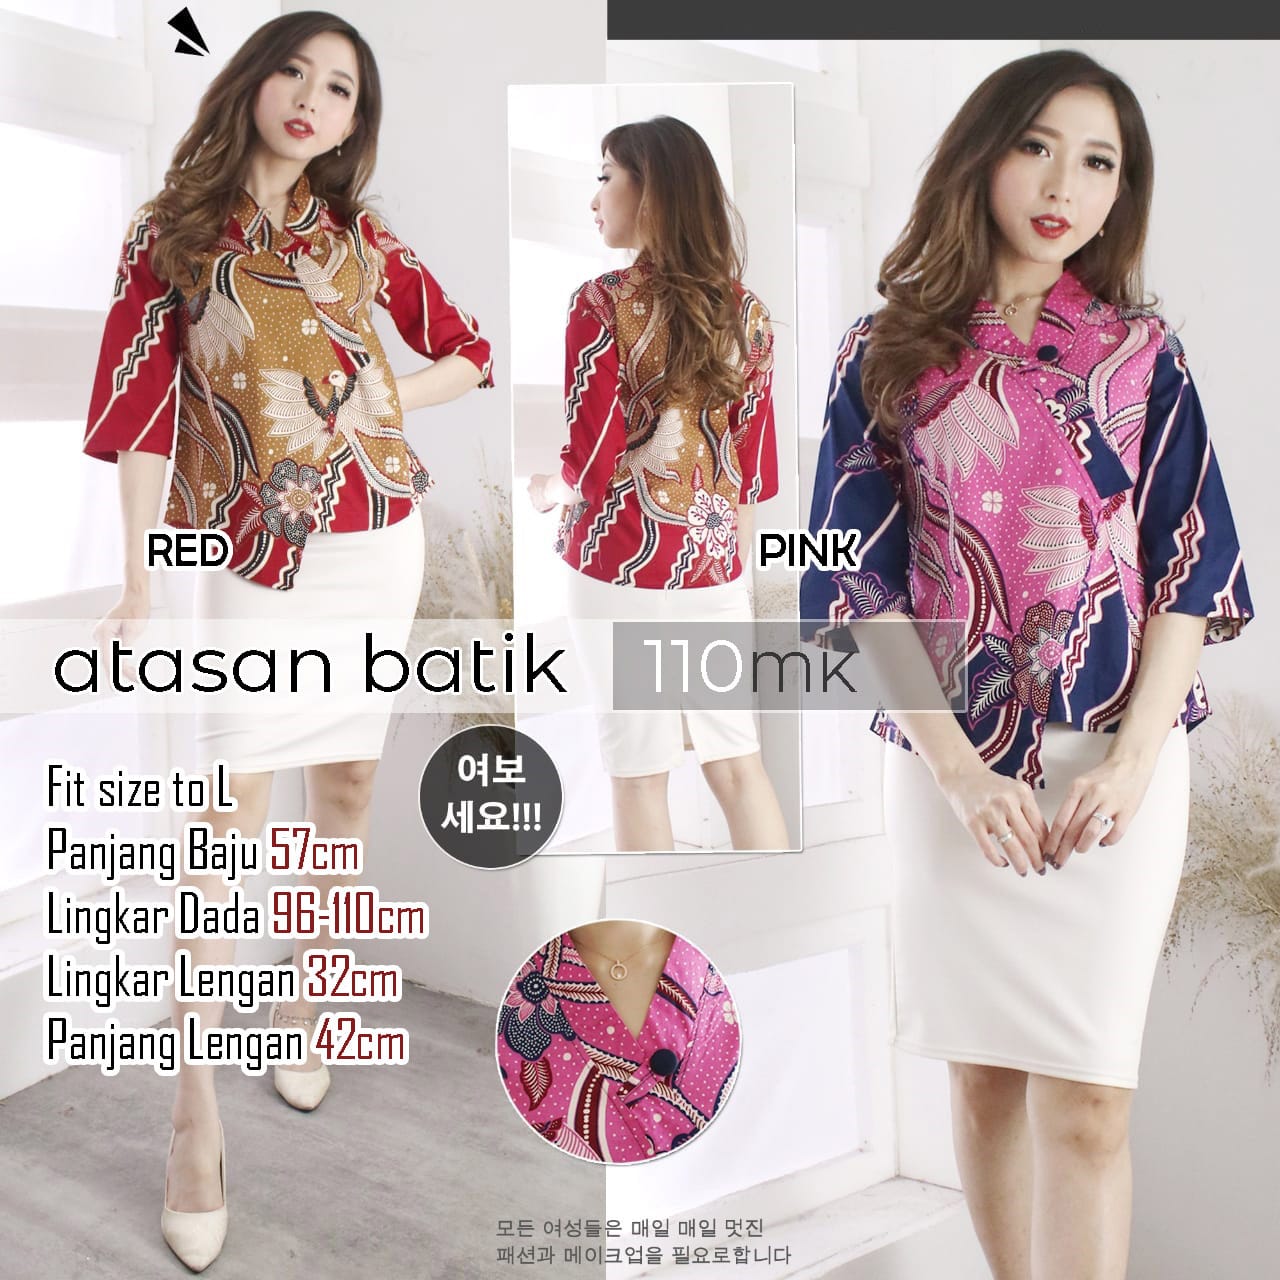 RED
PINK
atasan batik 110mk
여보
세요!!!
Fit size to L
Panjang Baju 57cm
Lingkar Dada 96-110cm
Lingkar Lengan 32cm
Panjang Lengan 42cm
모든 여성들은 매일 매일 멋진
패션과 메이크업을 필요로합니다